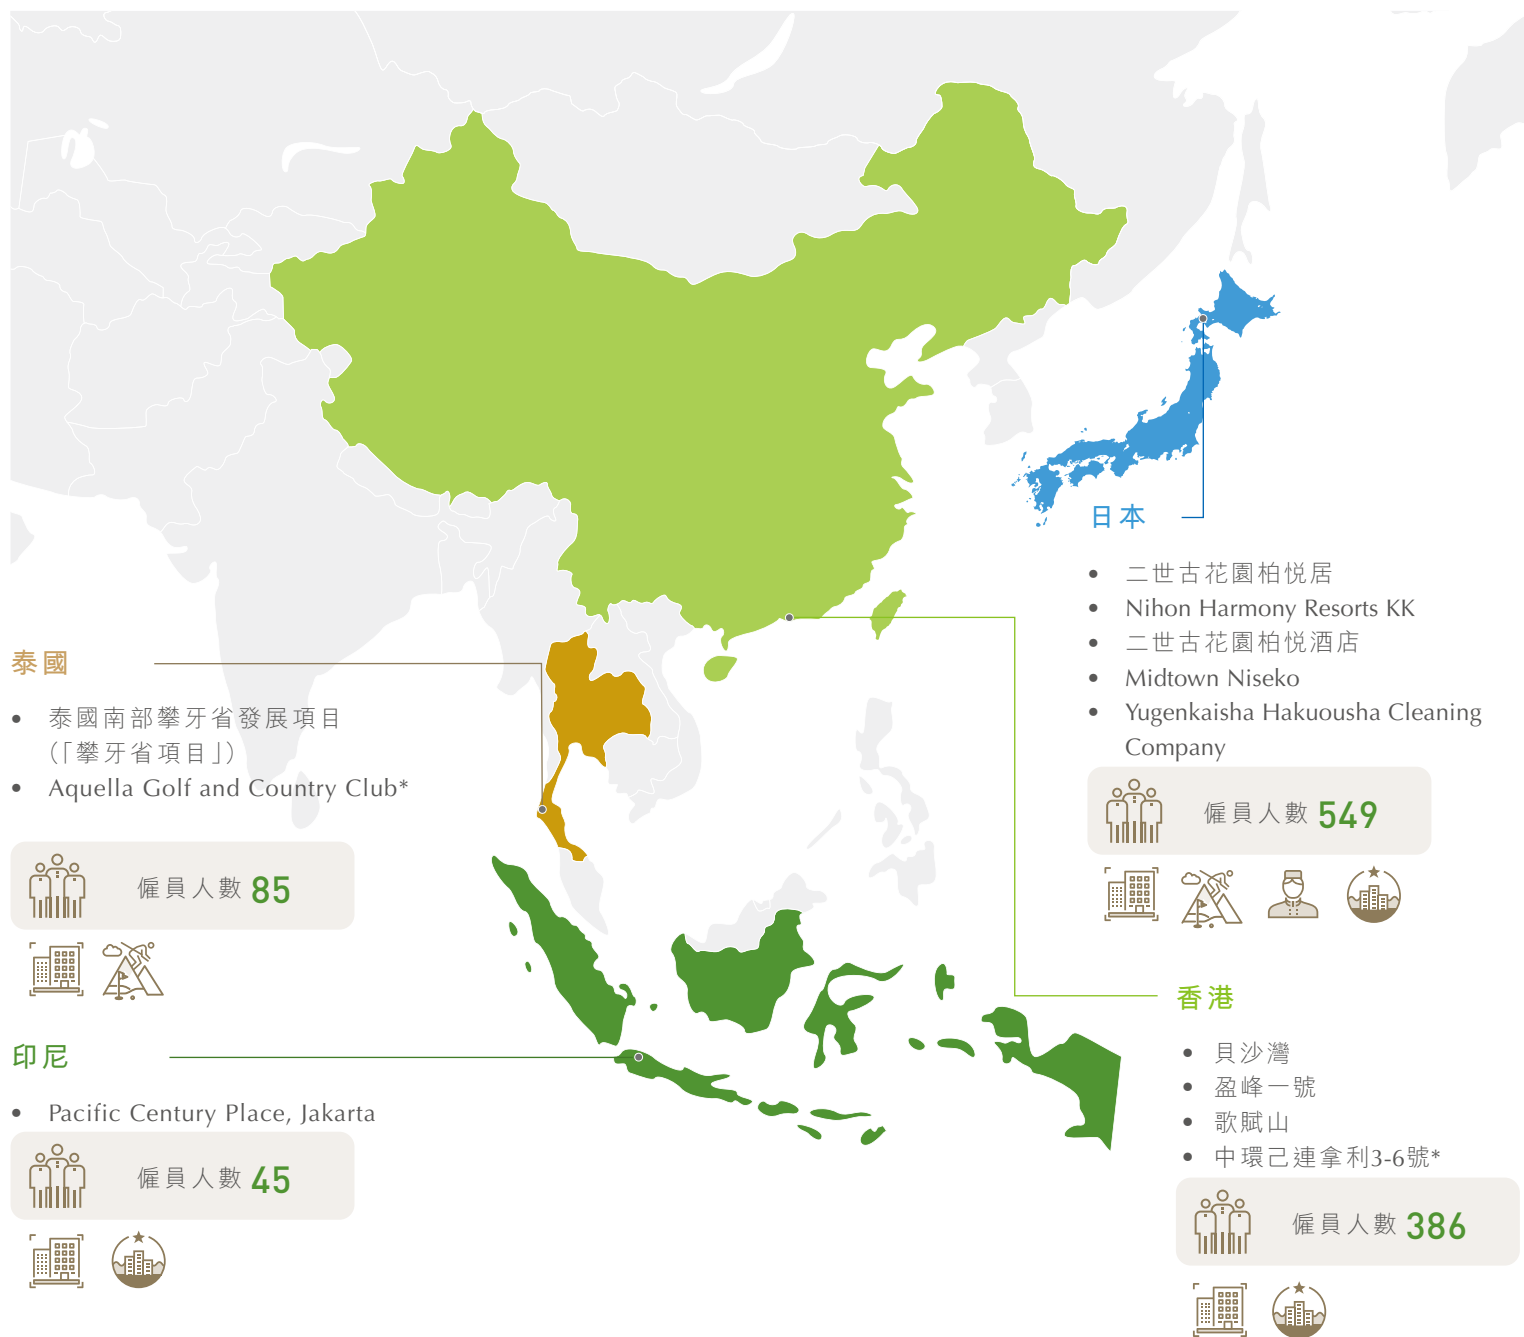 日本
二世古花園柏悦居
Nihon Harmony Resorts KK
二世古花園柏悦酒店
Midtown Niseko
Yugenkaisha Hakuousha Cleaning
Company
僱員人數 549
泰國
泰國南部攀牙省發展項目
(「攀牙省項目」)
Aquella Golf and Country Club*
僱員人數 85
印尼
Pacific Century Place, Jakarta
僱員人數 45
香港
貝沙灣
盈峰一號
歌賦山
中環己連拿利3-6號*
僱員人數 386